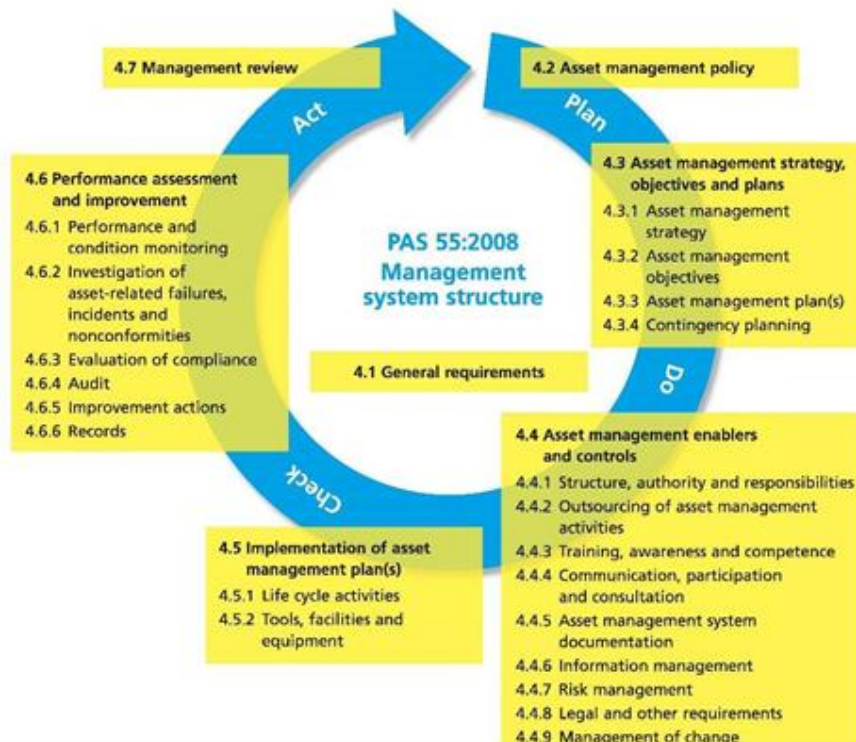 4.7 Management review
Act
4.2 Asset management policy
Plan
4.3 Asset management strategy,
objectives and plans
4.3.1 Asset management
strategy
4.3.2 Asset management
objectives
4.3.3 Asset management plan(s)
4.3.4 Contingency planning
4.6 Performance assessment
and improvement
4.6.1 Performance and
condition monitoring
4.6.2 Investigation of
asset-related failures,
incidents and
nonconformities
4.6.3 Evaluation of compliance
4.6.4 Audit
4.6.5 Improvement actions
4.6.6 Records
PAS 55:2008
Management
system structure
4.1 General requirements
Do
4.4 Asset management enablers
and controls
4.4.1 Structure, authority and responsibilities
4.4.2 Outsourcing of asset management
activities
4.4.3 Training, awareness and competence
4.4.4 Communication, participation
and consultation
4.4.5 Asset management system
documentation
4.4.6 Information management
4.4.7 Risk management
4.4.8 Legal and other requirements
4.4.9 Management of change
Check
4.5 Implementation of asset
management plan(s)
4.5.1 Life cycle activities
4.5.2 Tools, facilities and
equipment